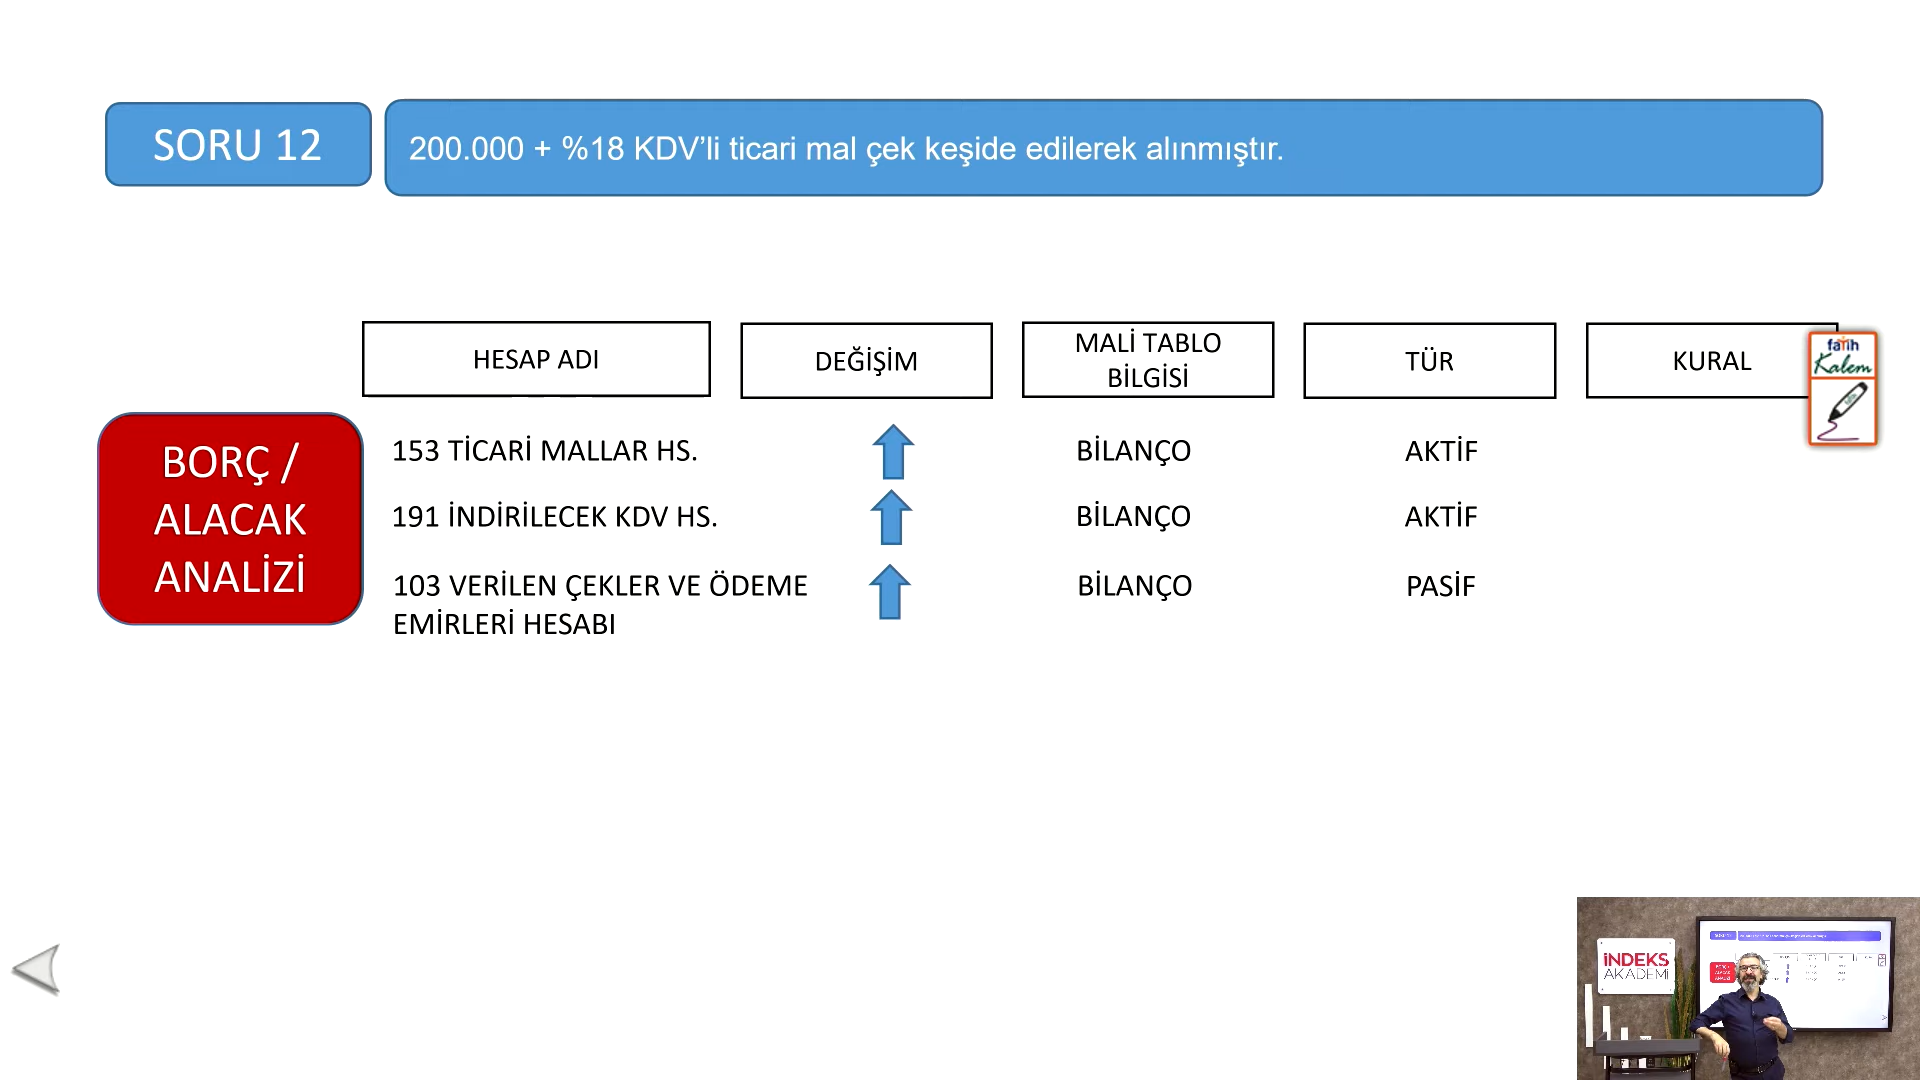 SORU 12
200.000 + %18 KDV’li ticari mal çek keşide edilerek alınmıştır.
HESAP ADI
DEĞİŞİM
MALİ TABLO
BİLGİSİ
TÜR
KURAL
fatih
Kalem
BORÇ /
ALACAK
ANALİZİ
153 TİCARİ MALLAR HS.
BİLANÇO
AKTİF
191 İNDİRİLECEK KDV HS.
BİLANÇO
AKTİF
103 VERİLEN ÇEKLER VE ÖDEME
EMİRLERİ HESABI
BİLANÇO
PASİF
İNDEKS
AKADEMİ